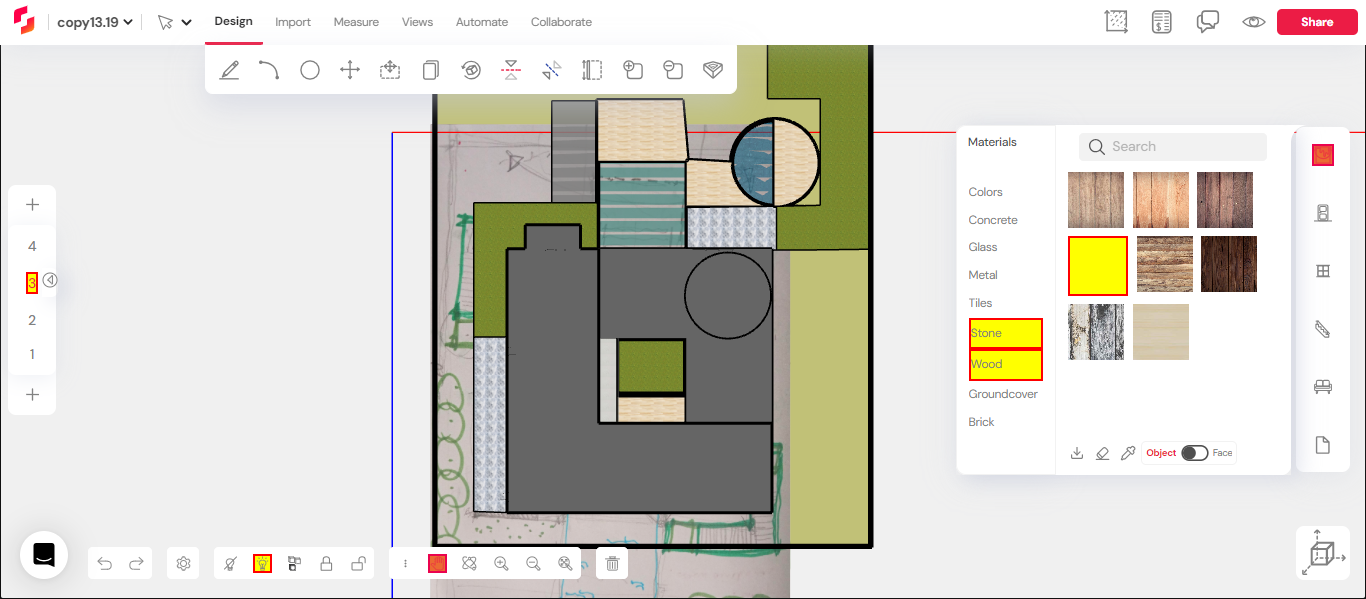 copy13.19
Design
Import
Measure
Views
Automate
Collaborate
Share
Materials
Search
Colors
Concrete
Glass
Metal
Tiles
Stone
Wood
Groundcover
Brick
Object
Face
4
3
2
1